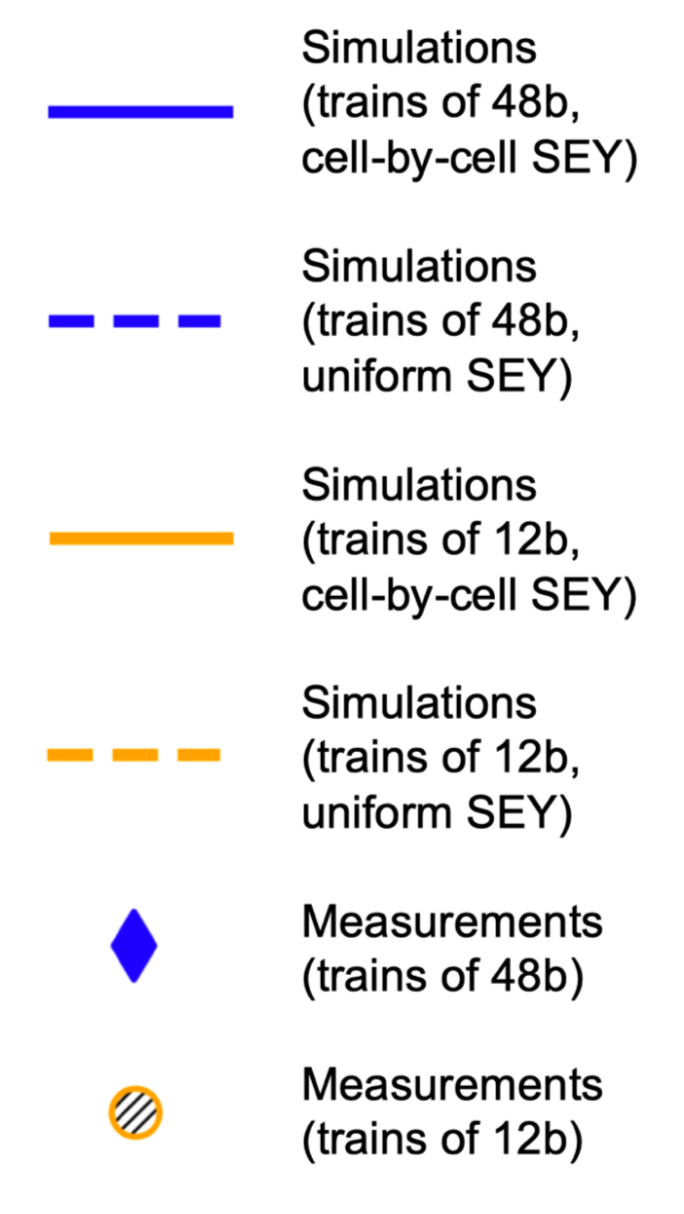 Simulations
(trains of 48b,
cell-by-cell SEY)
Simulations
(trains of 48b,
uniform SEY)
Simulations
(trains of 12b,
cell-by-cell SEY)
Simulations
(trains of 12b,
uniform SEY)
Measurements
(trains of 48b)
Measurements
(trains of 12b)